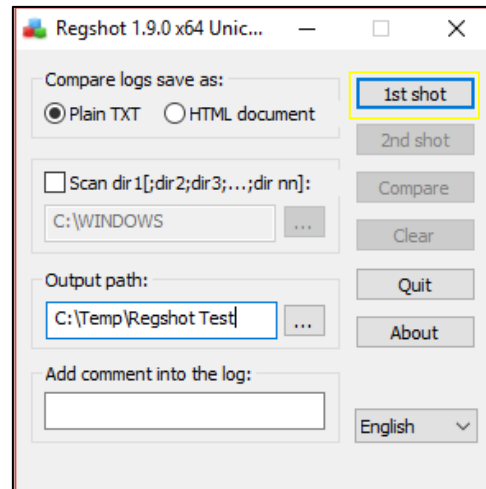 Regshot 1.9.0 x64 Unic...
Compare logs save as:
Plain TXT HTML document
1st shot
2nd shot
Scan dir1[;dir2;dir3;...;dir nn]:
C:\WINDOWS ...
Compare
Clear
Output path:
C:\Temp\Regshot Test ...
Quit
About
Add comment into the log:
English